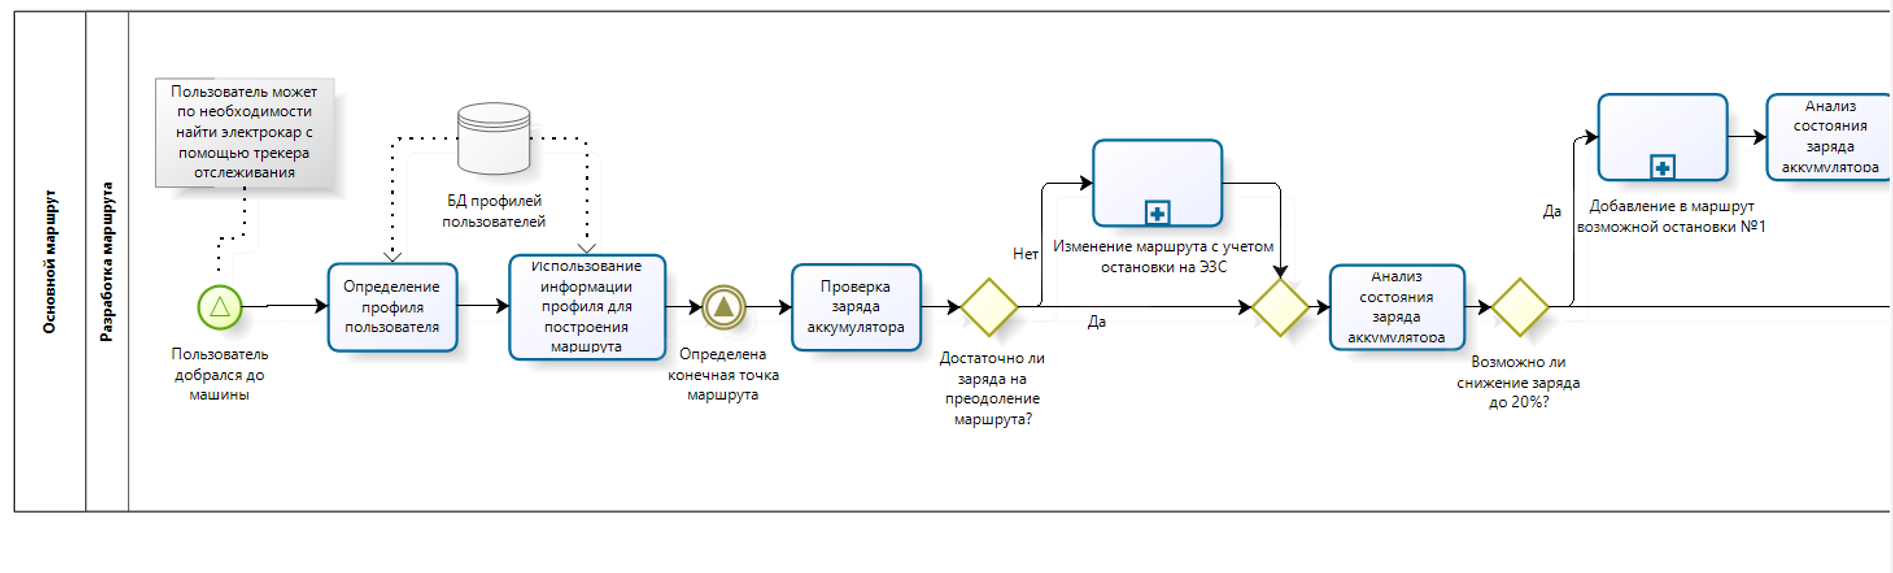 Основной маршрут
Разработка маршрута
Пользователь может
по необходимости
найти электрокар с
помощью трекера
отслеживания
Пользователь
добрался до
машины
БД профилей
пользователей
Определение
профиля
пользователя
Использование
информации
профиля для
построения
маршрута
Определена
конечная точка
маршрута
Проверка
заряда
аккумулятора
Достаточно ли
заряда на
преодоление
маршрута?
Нет
Да
Изменение маршрута с учетом
остановки на ЭЗС
Анализ
состояния
заряда
аккумулятора
Возможно ли
снижение заряда
до 20%?
Да
Добавление в маршрут
возможной остановки №1
Анализ
состояния
заряда
аккумулятора